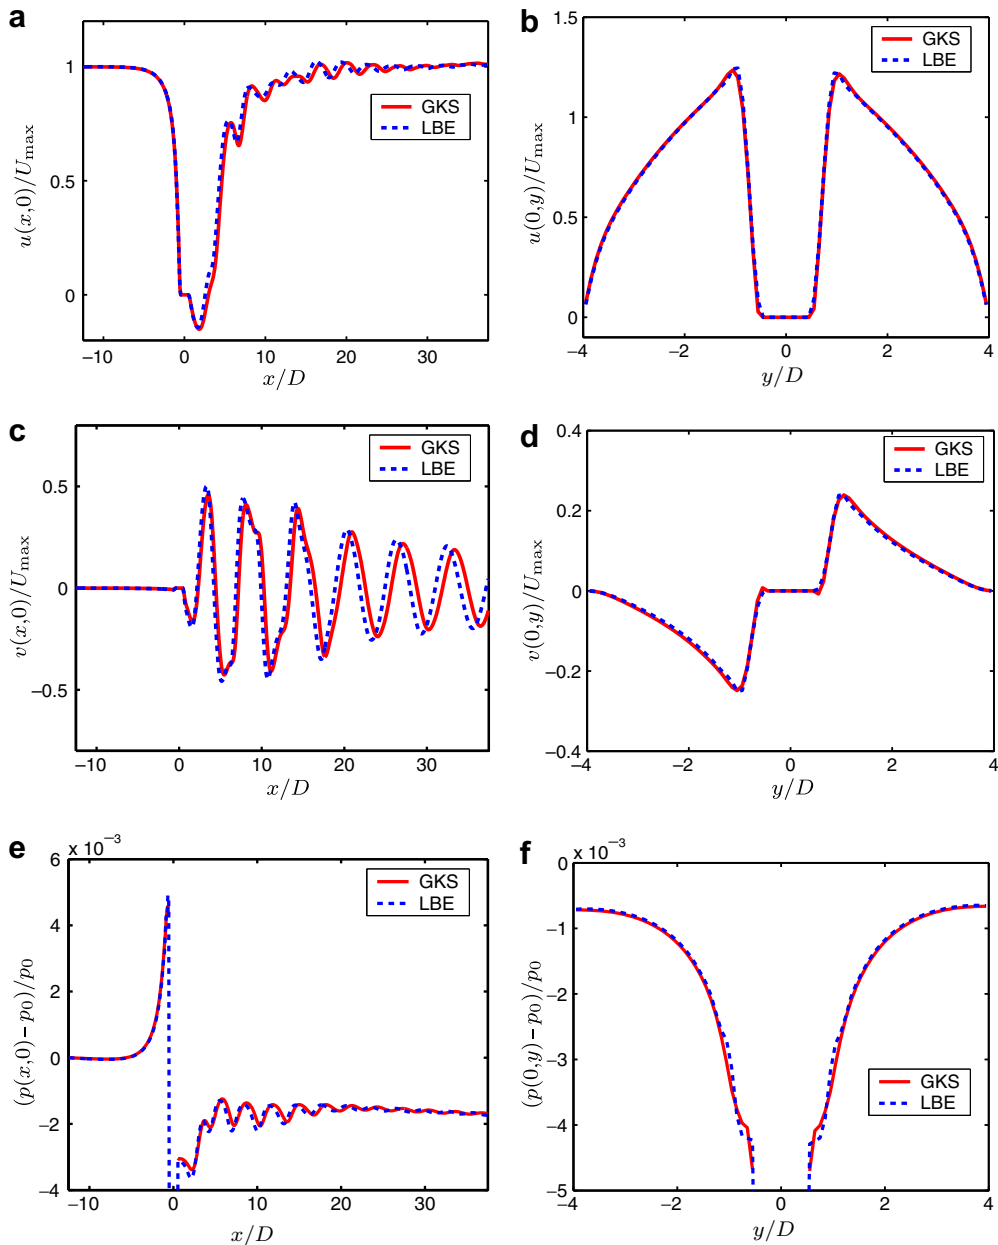 a
1
0.5
0
u(x,0)/U_max
GKS
LBE
−10 0 10 20 30
x/D
b
1.5
1
0.5
0
u(0,y)/U_max
GKS
LBE
−4 −2 0 2 4
y/D
c
0.5
0
−0.5
v(x,0)/U_max
GKS
LBE
−10 0 10 20 30
x/D
d
0.4
0.2
0
−0.2
−0.4
v(0,y)/U_max
GKS
LBE
−4 −2 0 2 4
y/D
e
x 10^−3
6
4
2
0
−2
−4
(p(x,0)−p_0)/p_0
GKS
LBE
−10 0 10 20 30
x/D
f
x 10^−3
0
−1
−2
−3
−4
−5
(p(0,y)−p_0)/p_0
GKS
LBE
−4 −2 0 2 4
y/D